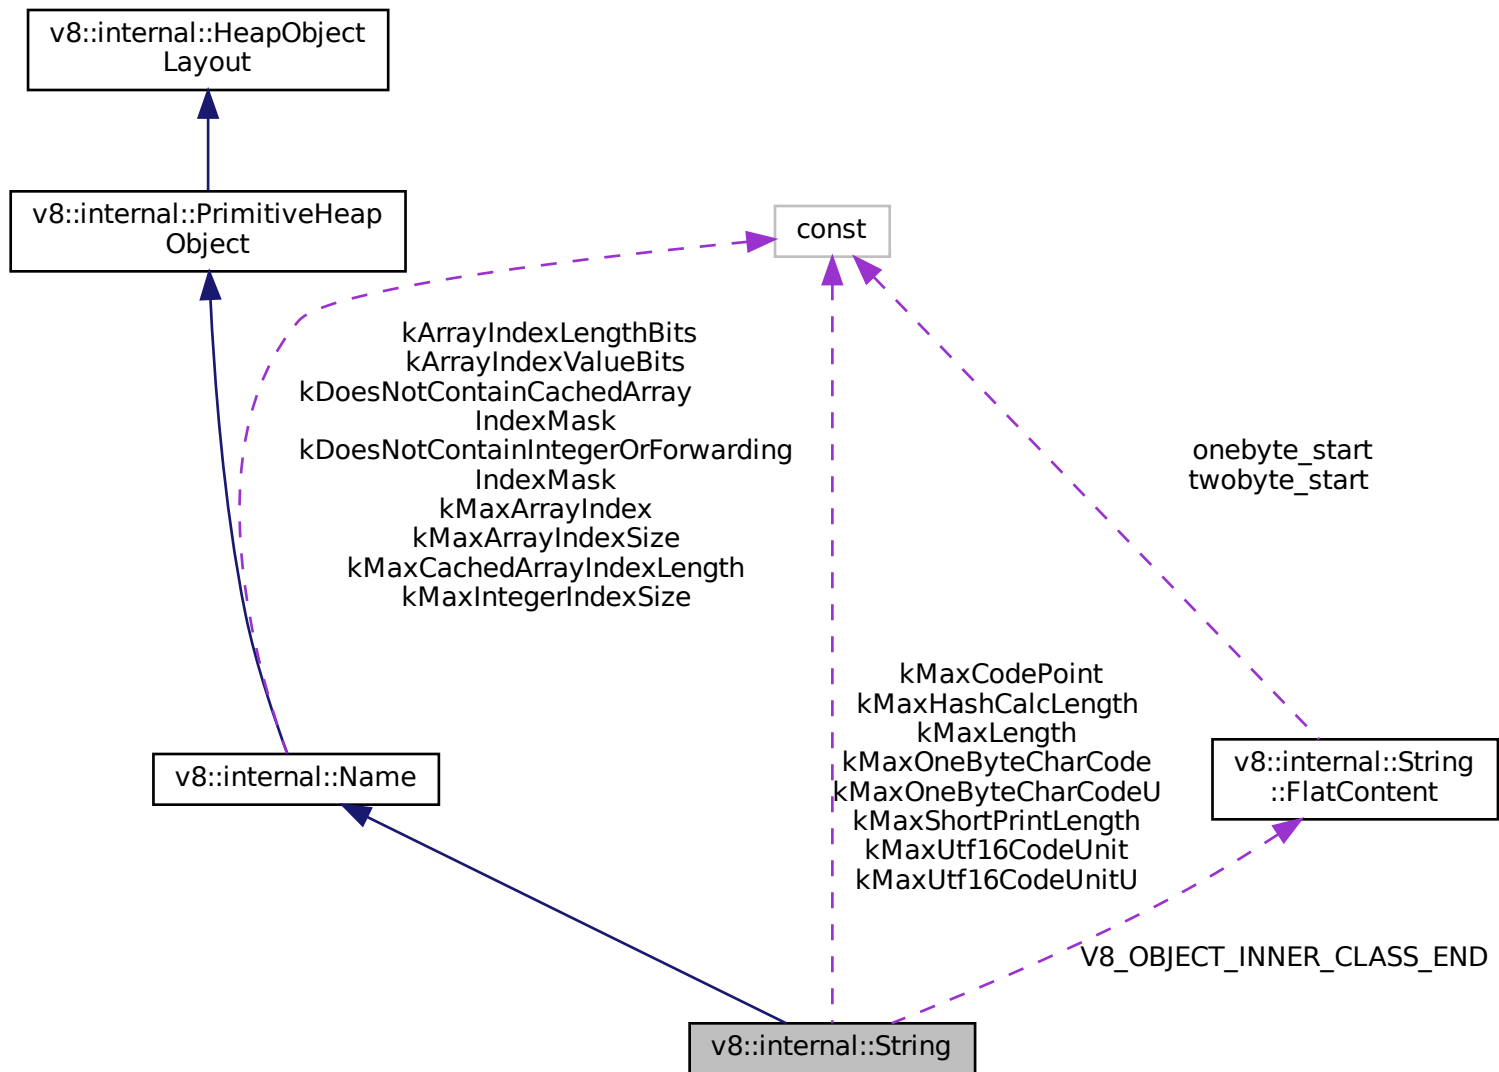 v8::internal::HeapObject
Layout
v8::internal::PrimitiveHeap
Object
const
kArrayIndexLengthBits
kArrayIndexValueBits
kDoesNotContainCachedArray
IndexMask
kDoesNotContainIntegerOrForwarding
IndexMask
kMaxArrayIndex
kMaxArrayIndexSize
kMaxCachedArrayIndexLength
kMaxIntegerIndexSize
onebyte_start
twobyte_start
kMaxCodePoint
kMaxHashCalcLength
kMaxLength
kMaxOneByteCharCode
kMaxOneByteCharCodeU
kMaxShortPrintLength
kMaxUtf16CodeUnit
kMaxUtf16CodeUnitU
v8::internal::Name
v8::internal::String
::FlatContent
V8_OBJECT_INNER_CLASS_END
v8::internal::String